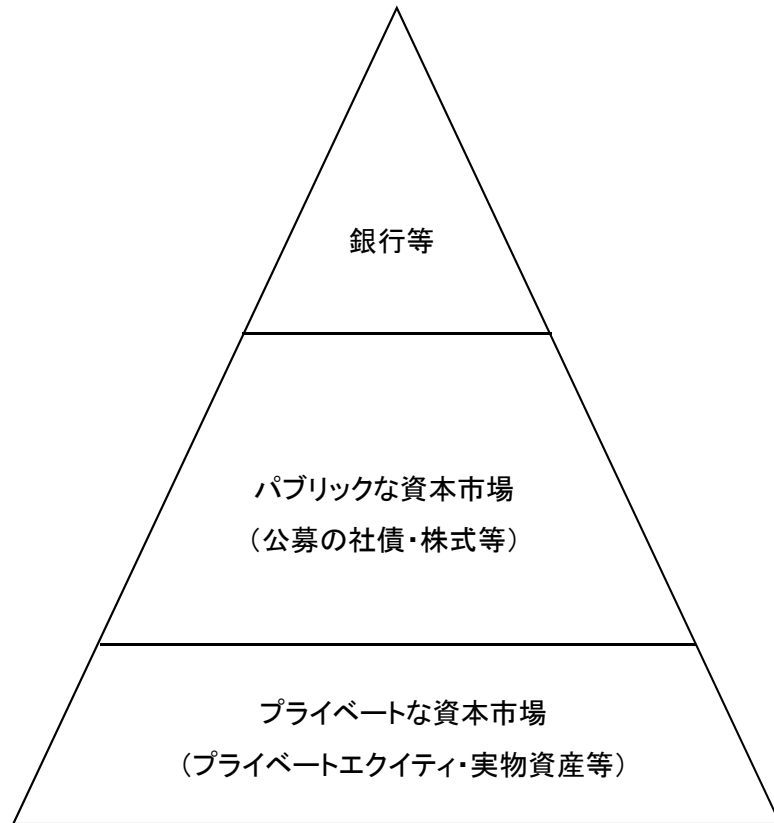 銀行等
パブリックな資本市場
（公募の社債・株式等）
プライベートな資本市場
（プライベートエクイティ・実物資産等）